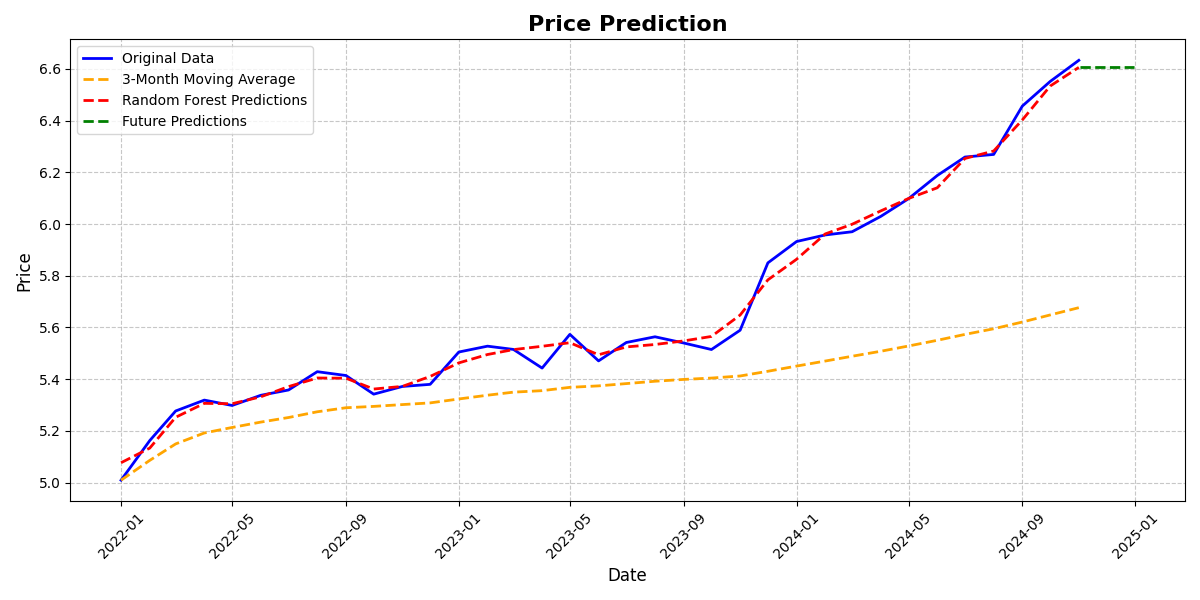 Price Prediction
Original Data
3-Month Moving Average
Random Forest Predictions
Future Predictions
Price
6.6
6.4
6.2
6.0
5.8
5.6
5.4
5.2
5.0
2022-01
2022-05
2022-09
2023-01
2023-05
2023-09
2024-01
2024-05
2024-09
2025-01
Date